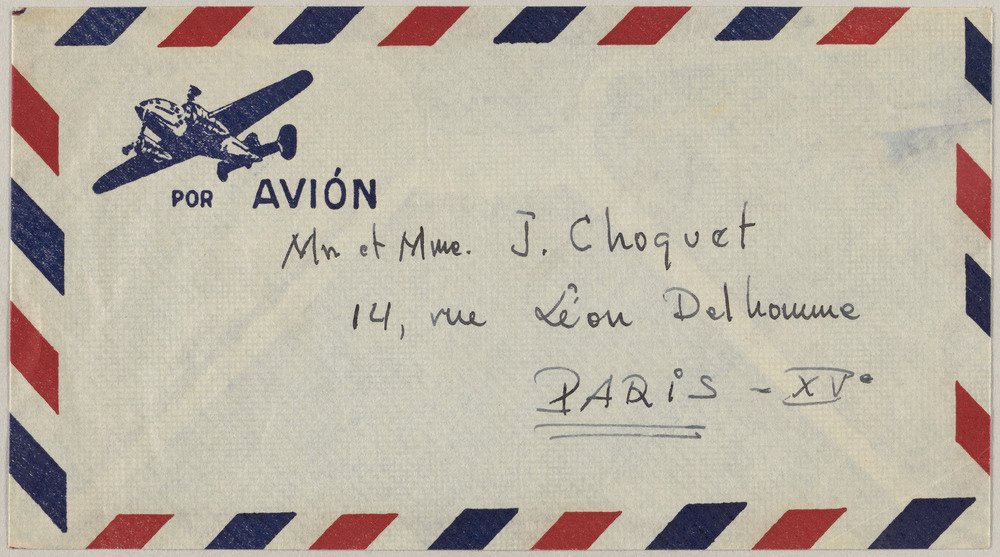 POR AVIÓN
Mr et Mme. J. Choquet
14, rue Léon Delhomme
PARIS - XVe